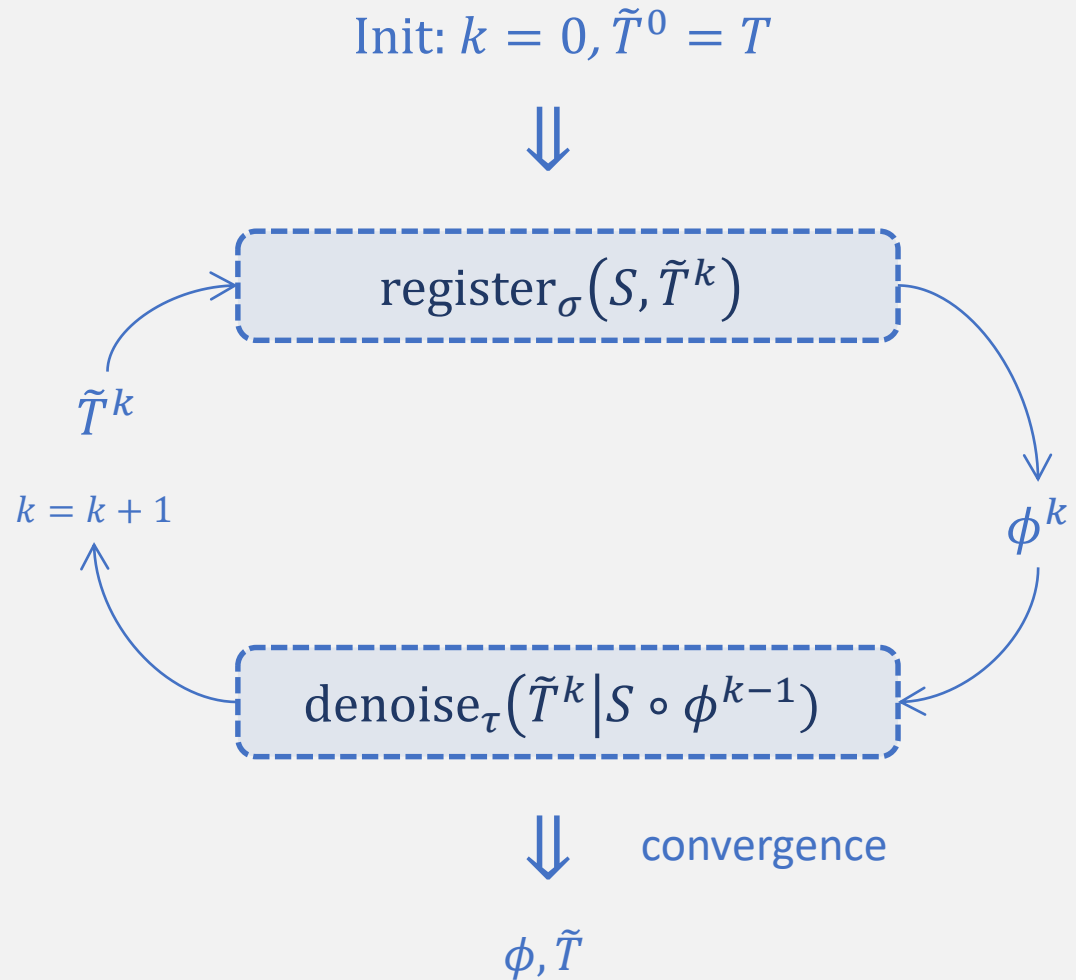 Init: k = 0, T̃⁰ = T
register_σ(S, T̃ᵏ)
T̃ᵏ
k = k + 1
ϕᵏ
denoise_τ(T̃ᵏ|S ∘ ϕᵏ⁻¹)
convergence
ϕ, T̃